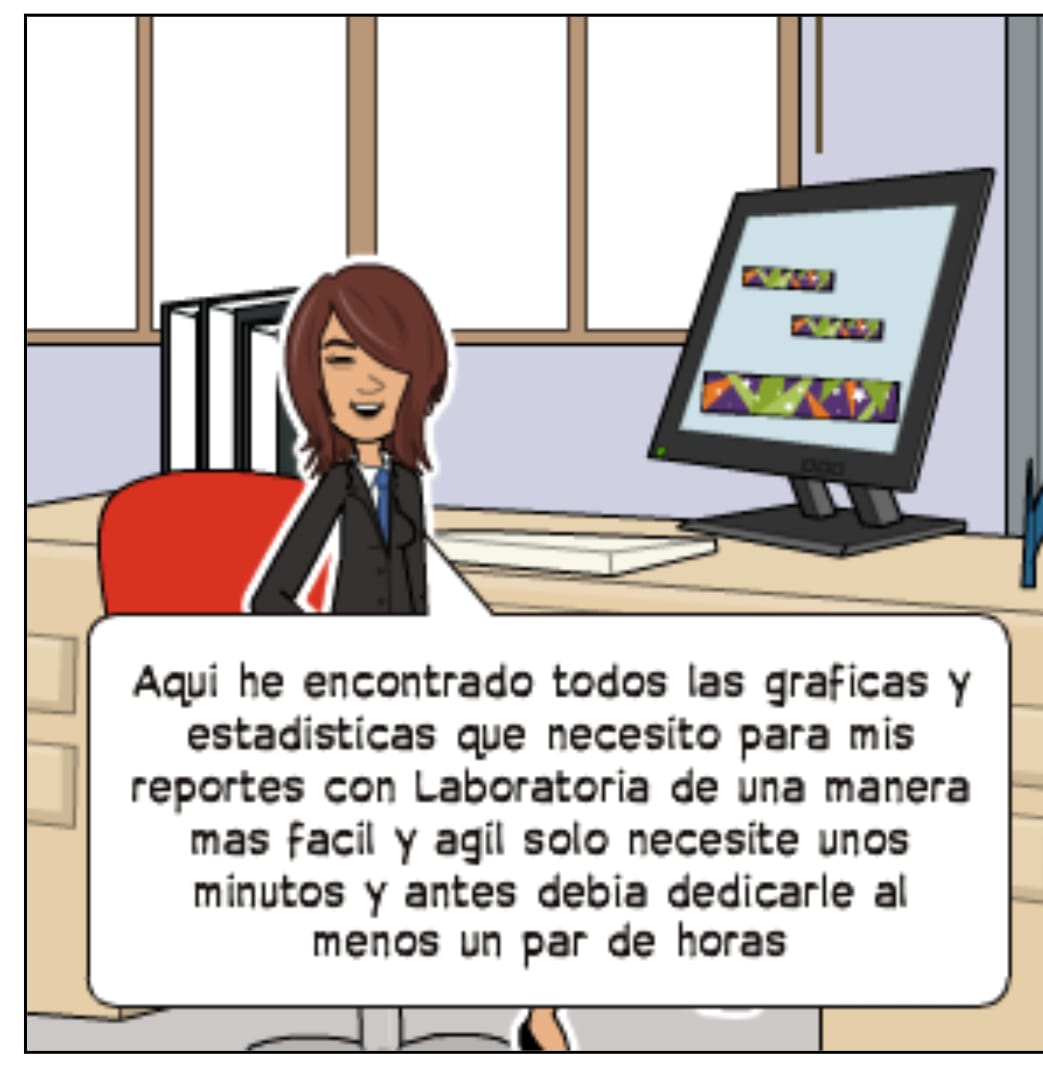 Aqui he encontrado todos las graficas y
estadisticas que necesito para mis
reportes con Laboratoria de una manera
mas facil y agil solo necesite unos
minutos y antes debia dedicarle al
menos un par de horas